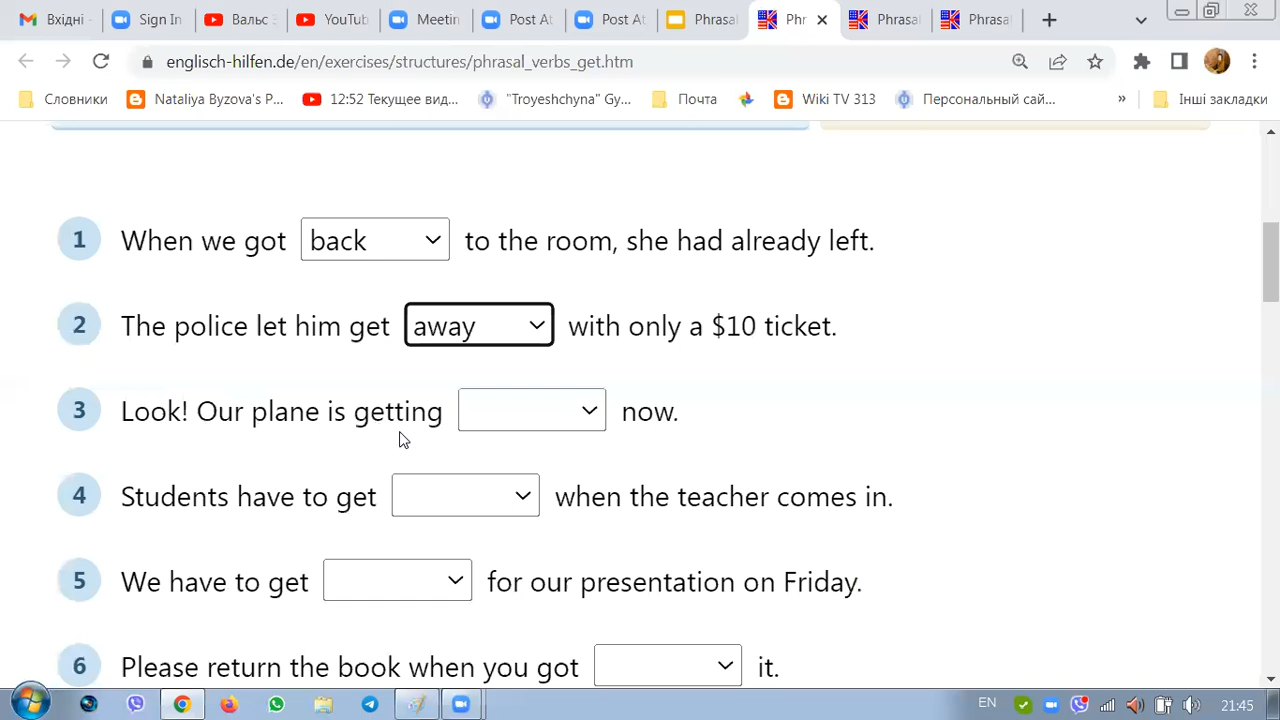 Вхідні
Sign In
Вальс
YouTub
Meetin
Post At
Post At
Phrasal
Phr
Phrasal
Phrasal
englisch-hilfen.de/en/exercises/structures/phrasal_verbs_get.htm
Словники
Nataliya Byzova's P...
12:52 Текущее вид...
"Troyeshchyna" Gy...
Почта
Wiki TV 313
Персональный сай...
»
Інші закладки
1 When we got back to the room, she had already left.
2 The police let him get away with only a $10 ticket.
3 Look! Our plane is getting now.
4 Students have to get when the teacher comes in.
5 We have to get for our presentation on Friday.
6 Please return the book when you got it.
EN
21:45